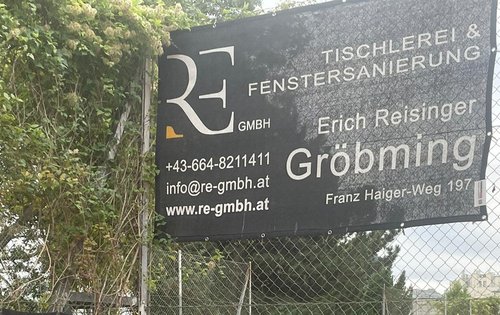 RE
GMBH
TISCHLEREI &
FENSTERSANIERUNG
Erich Reisinger
Gröbming
Franz Haiger-Weg 197
+43-664-8211411
info@re-gmbh.at
www.re-gmbh.at